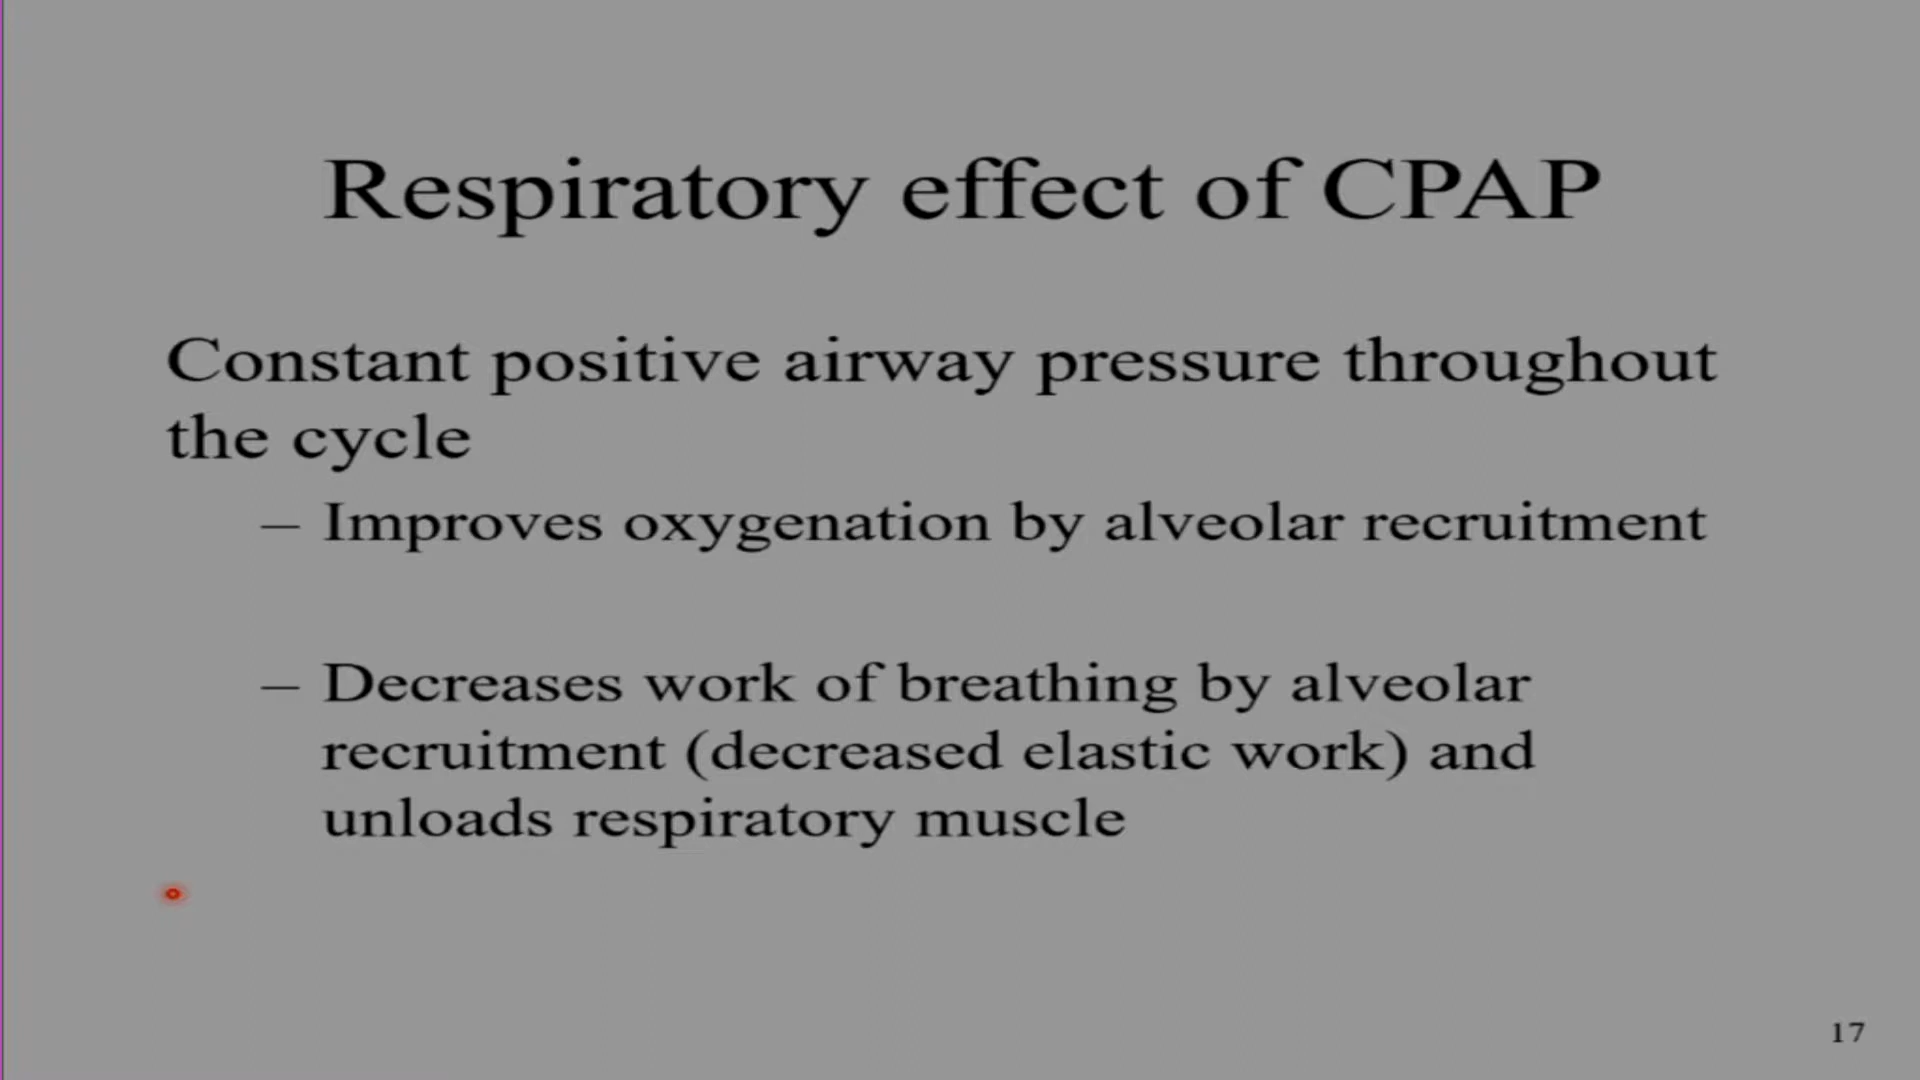 Respiratory effect of CPAP
Constant positive airway pressure throughout
the cycle
– Improves oxygenation by alveolar recruitment
– Decreases work of breathing by alveolar
recruitment (decreased elastic work) and
unloads respiratory muscle
17